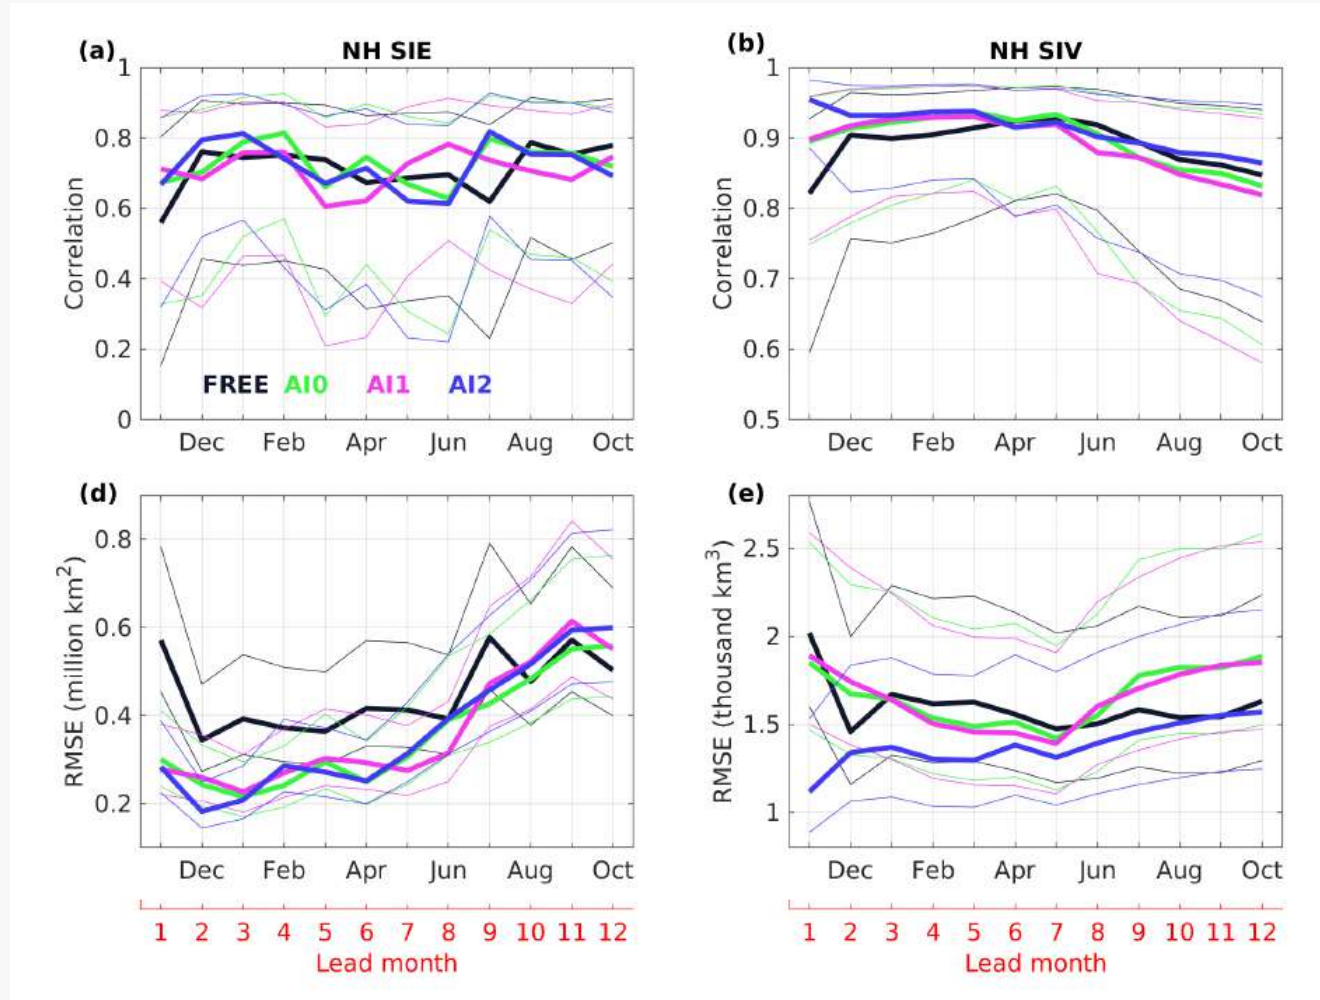 (a) NH SIE
1
0.8
0.6
0.4
0.2
0
Correlation
FREE AI0 AI1 AI2
Dec Feb Apr Jun Aug Oct
(b) NH SIV
1
0.9
0.8
0.7
0.6
0.5
Correlation
Dec Feb Apr Jun Aug Oct
(d)
0.8
0.6
0.4
0.2
RMSE (million km²)
Dec Feb Apr Jun Aug Oct
1 2 3 4 5 6 7 8 9 10 11 12
Lead month
(e)
2.5
2
1.5
1
RMSE (thousand km³)
Dec Feb Apr Jun Aug Oct
1 2 3 4 5 6 7 8 9 10 11 12
Lead month